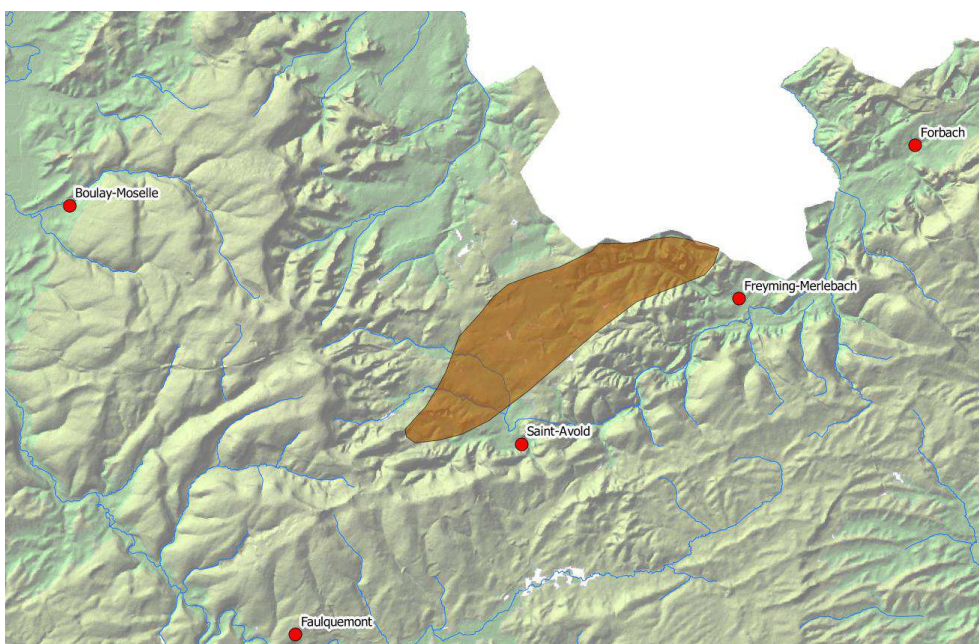 Forbach
Boulay-Moselle
Freyming-Merlebach
Saint-Avold
Faulquemont